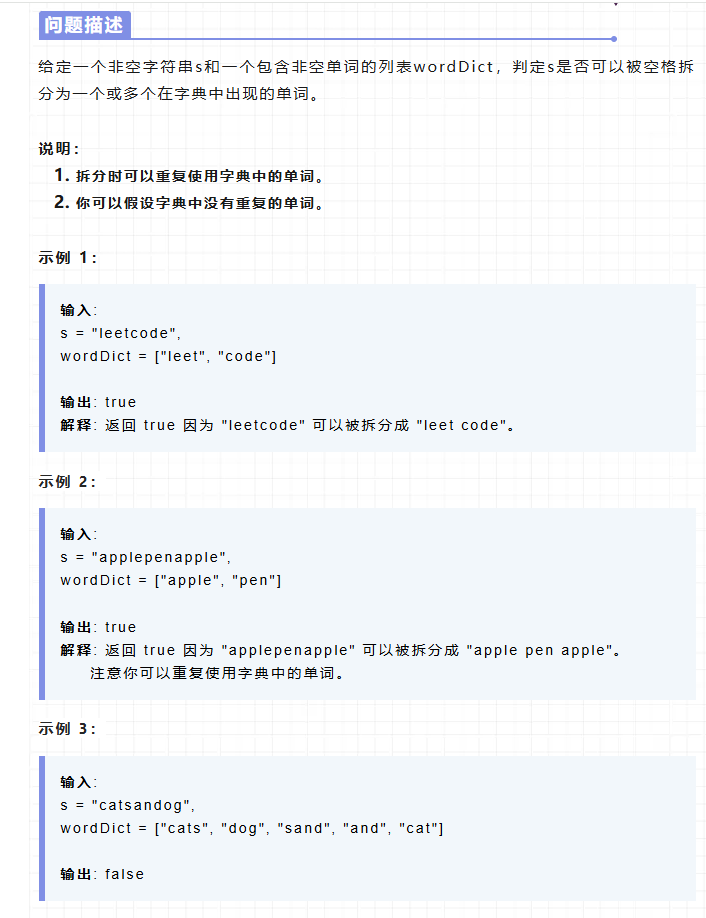 问题描述
给定一个非空字符串s和一个包含非空单词的列表wordDict，判定s是否可以被空格拆
分为一个或多个在字典中出现的单词。
说明：
1. 拆分时可以重复使用字典中的单词。
2. 你可以假设字典中没有重复的单词。
示例 1：
输入:
s = "leetcode",
wordDict = ["leet", "code"]
输出: true
解释: 返回 true 因为 "leetcode" 可以被拆分成 "leet code"。
示例 2：
输入:
s = "applepenapple",
wordDict = ["apple", "pen"]
输出: true
解释: 返回 true 因为 "applepenapple" 可以被拆分成 "apple pen apple"。
注意你可以重复使用字典中的单词。
示例 3：
输入:
s = "catsandog",
wordDict = ["cats", "dog", "sand", "and", "cat"]
输出: false